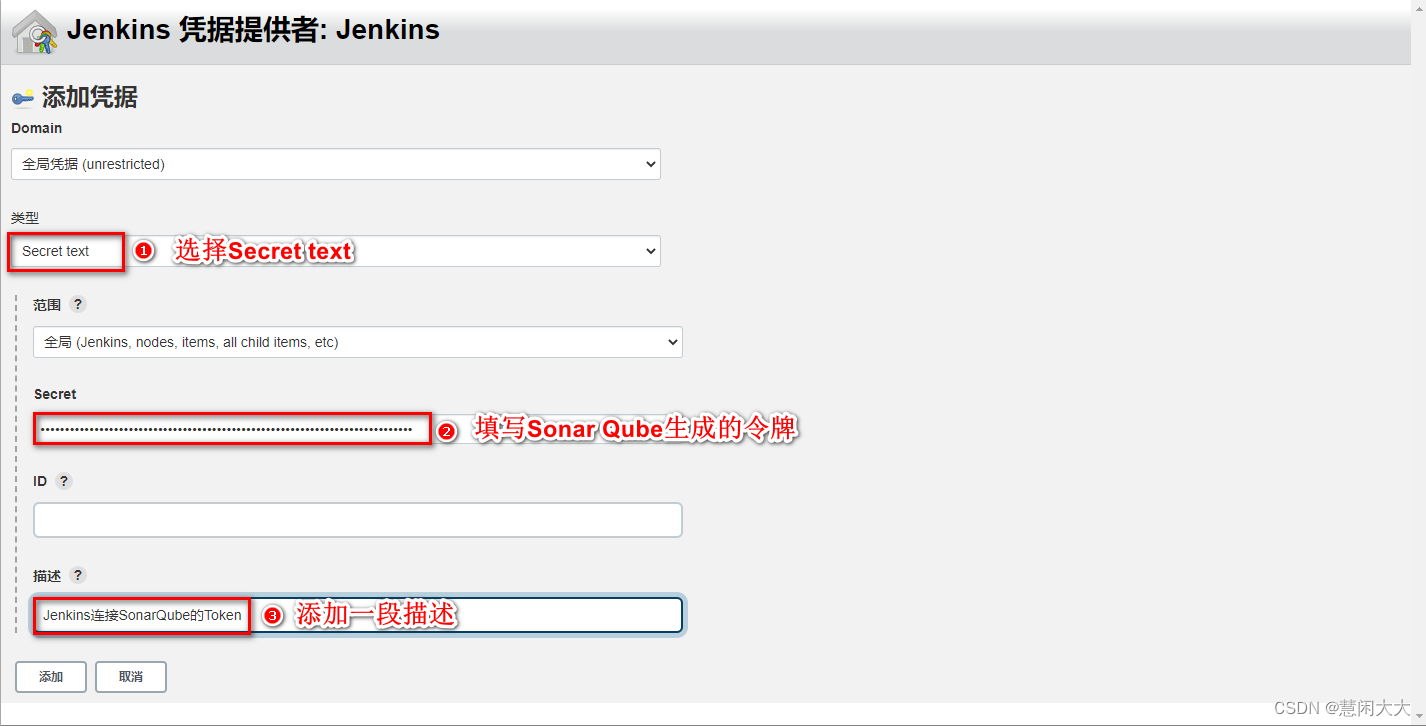 Jenkins 凭据提供者: Jenkins
添加凭据
Domain
全局凭据 (unrestricted)
类型
Secret text
1 选择Secret text
范围 ?
全局 (Jenkins, nodes, items, all child items, etc)
Secret
2 填写Sonar Qube生成的令牌
ID ?
描述 ?
Jenkins连接SonarQube的Token
3 添加一段描述
添加 取消
CSDN @慧闲大大